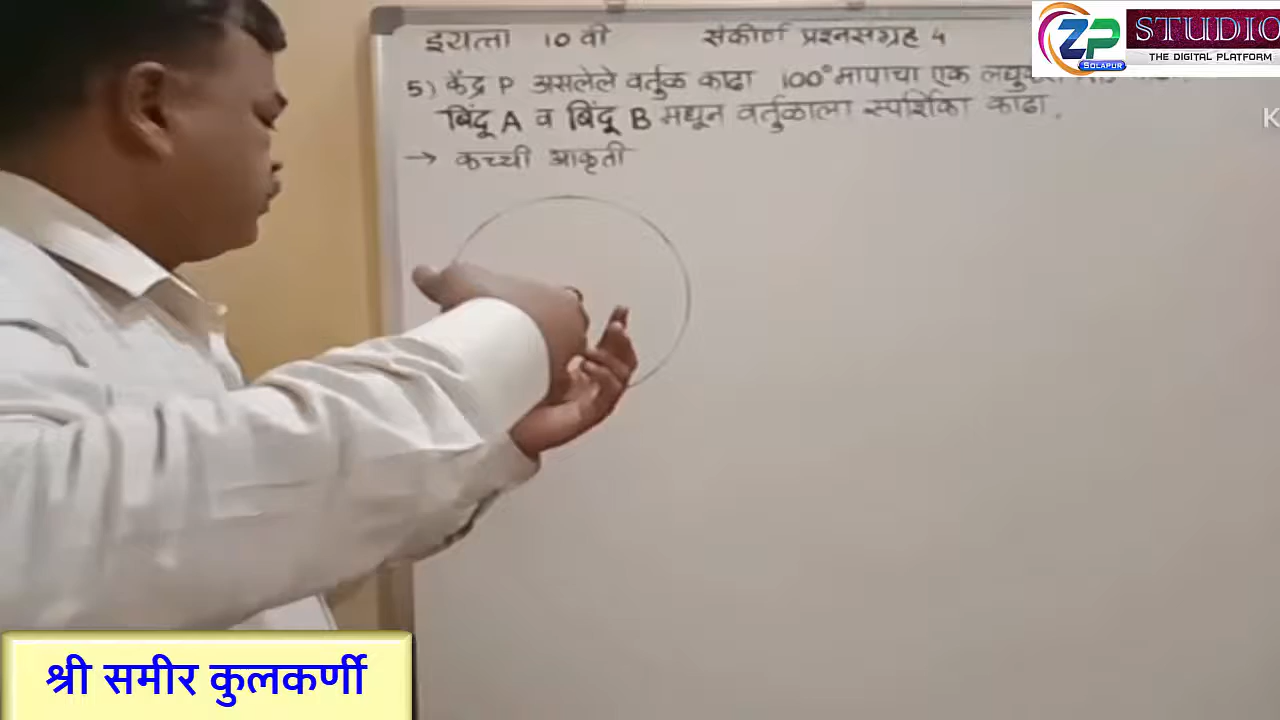 इयत्ता 10 वी संकीर्ण प्रश्नसंग्रह 4
5) केंद्र P असलेले वर्तुळ काढा 100° मापाचा एक
बिंदू A व बिंदू B मधून वर्तुळाला स्पर्शिका काढा.
→ कच्ची आकृती
ZP STUDIO
SOLAPUR THE DIGITAL PLATFORM
K
श्री समीर कुलकर्णी